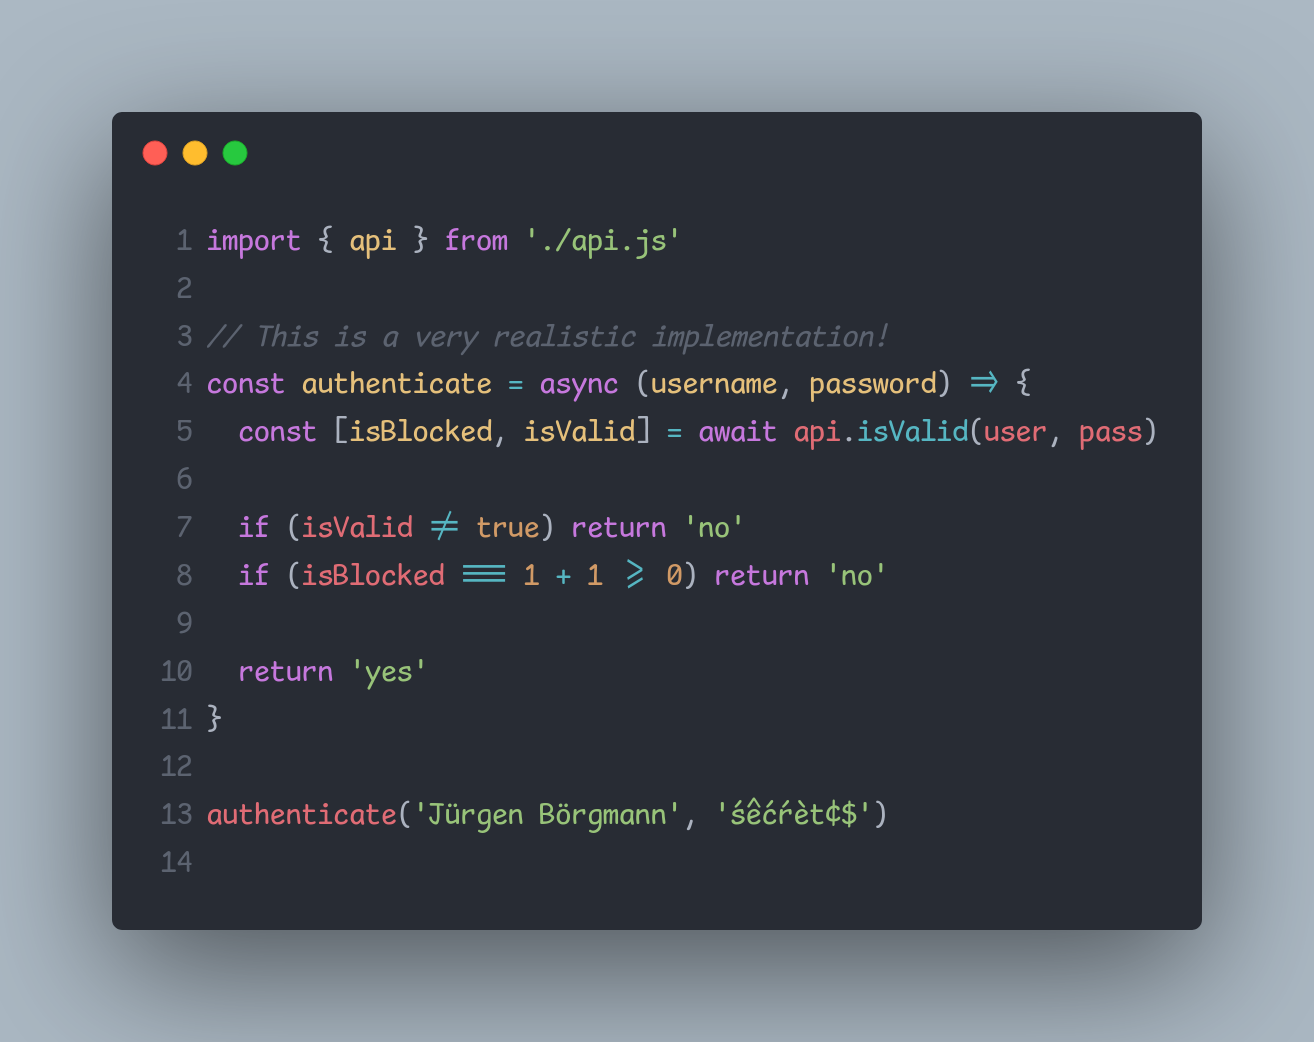 1 import { api } from './api.js'
2
3 // This is a very realistic implementation!
4 const authenticate = async (username, password) => {
5   const [isBlocked, isValid] = await api.isValid(user, pass)
6
7   if (isValid != true) return 'no'
8   if (isBlocked === 1 + 1 >= 0) return 'no'
9
10   return 'yes'
11 }
12
13 authenticate('Jürgen Börgmann', 'śêćŕèt¢$')
14